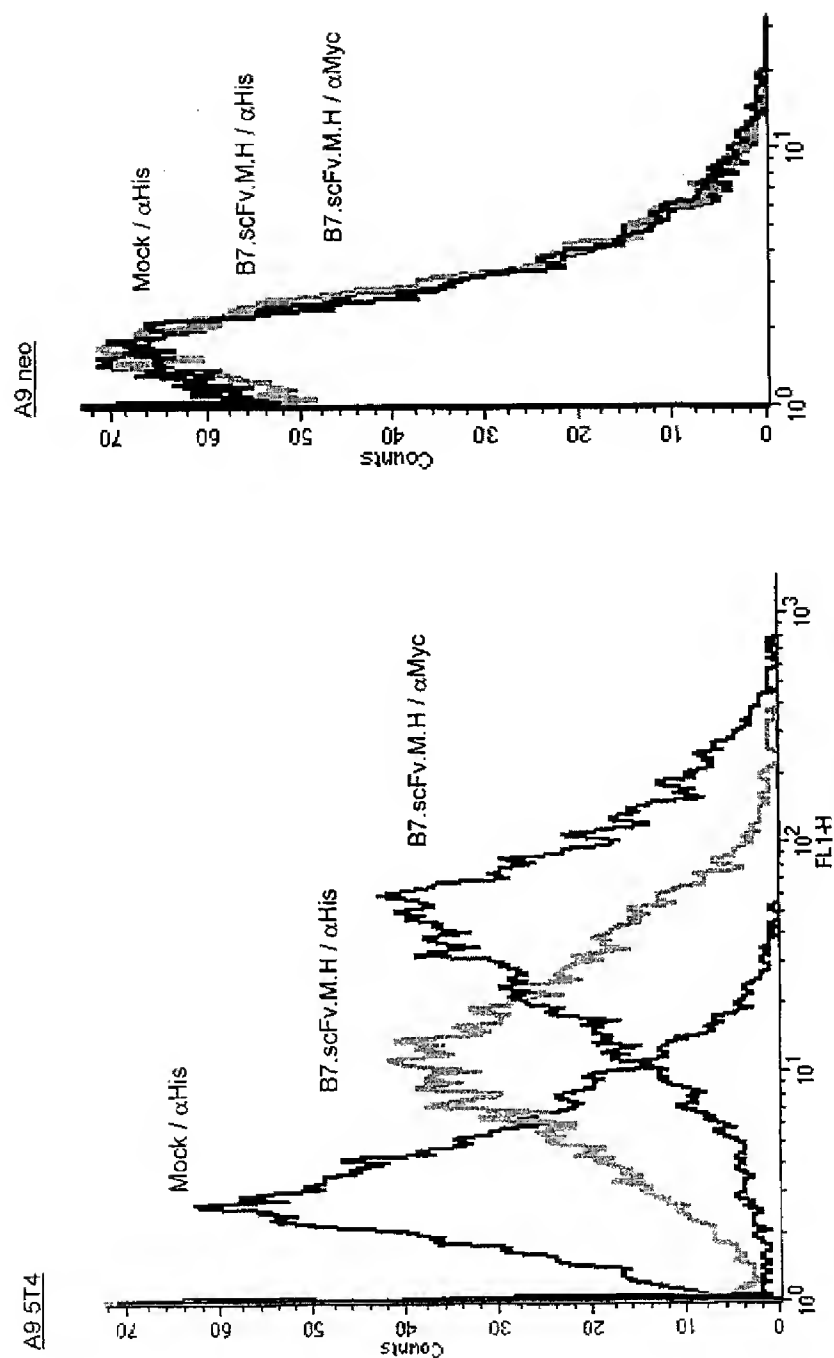 A9 5T4
Counts
70
60
50
40
30
20
10
0
Mock / αHis
B7.scFv.M.H / αHis
B7.scFv.M.H / αMyc
10⁰
10¹
10²
10³
FL1-H
A9 neo
Counts
70
60
50
40
30
20
10
0
Mock / αHis
B7.scFv.M.H / αHis
B7.scFv.M.H / αMyc
10⁰
10¹